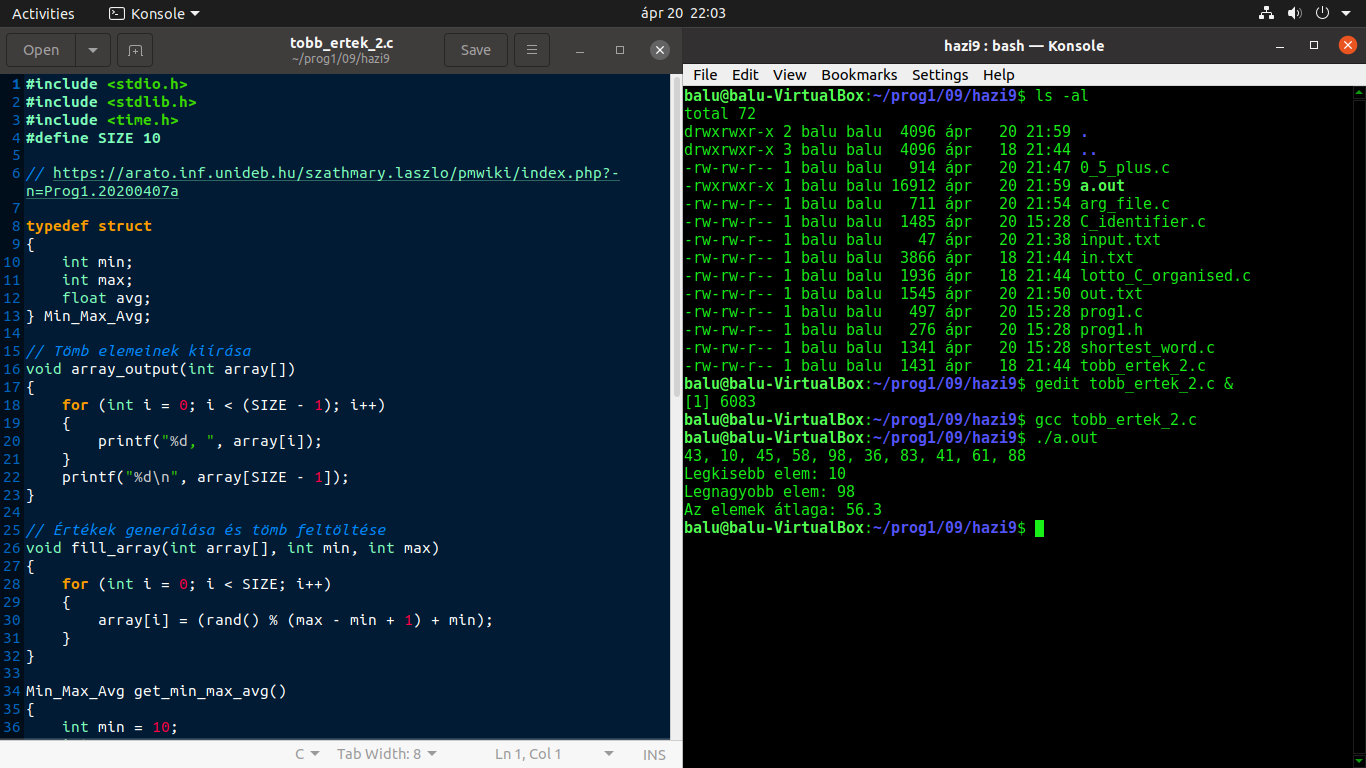 Activities Konsole ápr 20 22:03
Open tobb_ertek_2.c Save
~/prog1/09/hazi9
1 #include <stdio.h>
2 #include <stdlib.h>
3 #include <time.h>
4 #define SIZE 10
5
6 // https://arato.inf.unideb.hu/szathmary.laszlo/pmwiki/index.php?-
n=Prog1.20200407a
7
8 typedef struct
9 {
10     int min;
11     int max;
12     float avg;
13 } Min_Max_Avg;
14
15 // Tömb elemeinek kiírása
16 void array_output(int array[])
17 {
18     for (int i = 0; i < (SIZE - 1); i++)
19     {
20         printf("%d, ", array[i]);
21     }
22     printf("%d\n", array[SIZE - 1]);
23 }
24
25 // Értékek generálása és tömb feltöltése
26 void fill_array(int array[], int min, int max)
27 {
28     for (int i = 0; i < SIZE; i++)
29     {
30         array[i] = (rand() % (max - min + 1) + min);
31     }
32 }
33
34 Min_Max_Avg get_min_max_avg()
35 {
36     int min = 10;
C Tab Width: 8 Ln 1, Col 1 INS
hazi9 : bash — Konsole
File Edit View Bookmarks Settings Help
balu@balu-VirtualBox:~/prog1/09/hazi9$ ls -al
total 72
drwxrwxr-x 2 balu balu  4096 ápr   20 21:59 .
drwxrwxr-x 3 balu balu  4096 ápr   18 21:44 ..
-rw-rw-r-- 1 balu balu   914 ápr   20 21:47 0_5_plus.c
-rwxrwxr-x 1 balu balu 16912 ápr   20 21:59 a.out
-rw-rw-r-- 1 balu balu   711 ápr   20 21:54 arg_file.c
-rw-rw-r-- 1 balu balu  1485 ápr   20 15:28 C_identifier.c
-rw-rw-r-- 1 balu balu    47 ápr   20 21:38 input.txt
-rw-rw-r-- 1 balu balu  3866 ápr   18 21:44 in.txt
-rw-rw-r-- 1 balu balu  1936 ápr   18 21:44 lotto_C_organised.c
-rw-rw-r-- 1 balu balu  1545 ápr   20 21:50 out.txt
-rw-rw-r-- 1 balu balu   497 ápr   20 15:28 prog1.c
-rw-rw-r-- 1 balu balu   276 ápr   20 15:28 prog1.h
-rw-rw-r-- 1 balu balu  1341 ápr   20 15:28 shortest_word.c
-rw-rw-r-- 1 balu balu  1431 ápr   18 21:44 tobb_ertek_2.c
balu@balu-VirtualBox:~/prog1/09/hazi9$ gedit tobb_ertek_2.c &
[1] 6083
balu@balu-VirtualBox:~/prog1/09/hazi9$ gcc tobb_ertek_2.c
balu@balu-VirtualBox:~/prog1/09/hazi9$ ./a.out
43, 10, 45, 58, 98, 36, 83, 41, 61, 88
Legkisebb elem: 10
Legnagyobb elem: 98
Az elemek átlaga: 56.3
balu@balu-VirtualBox:~/prog1/09/hazi9$